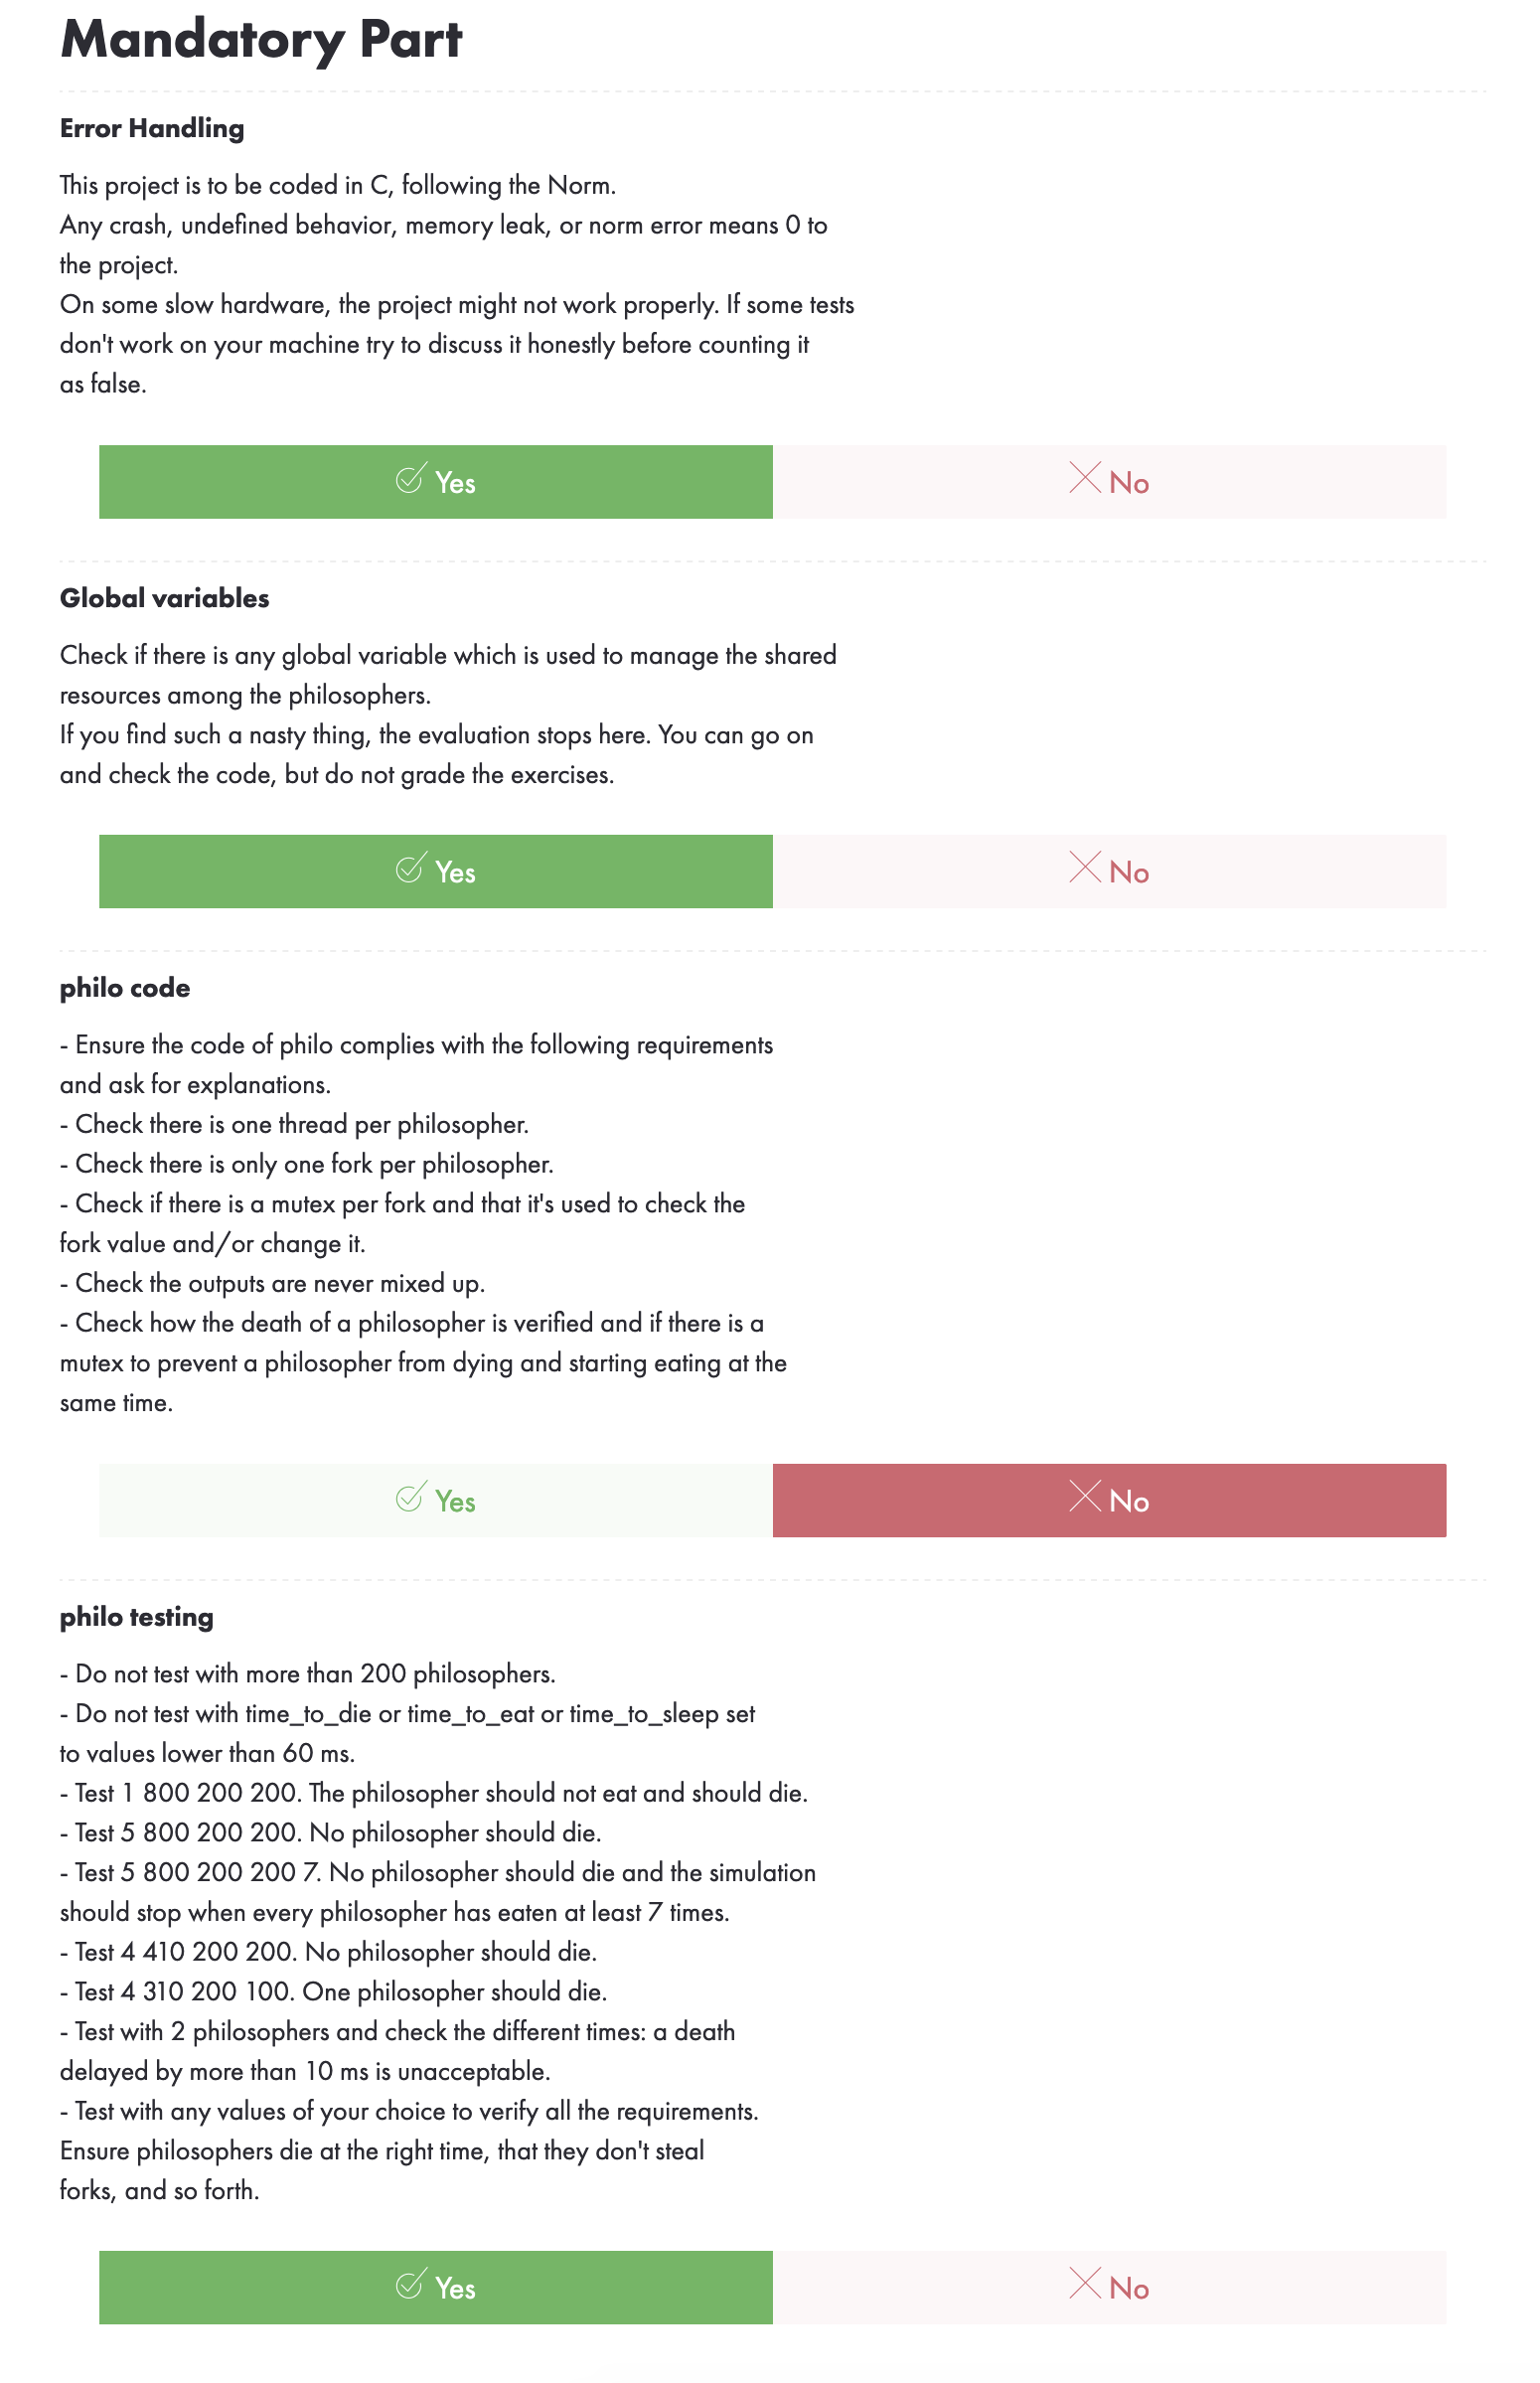 Mandatory Part
Error Handling
This project is to be coded in C, following the Norm.
Any crash, undefined behavior, memory leak, or norm error means 0 to
the project.
On some slow hardware, the project might not work properly. If some tests
don't work on your machine try to discuss it honestly before counting it
as false.
Yes
No
Global variables
Check if there is any global variable which is used to manage the shared
resources among the philosophers.
If you find such a nasty thing, the evaluation stops here. You can go on
and check the code, but do not grade the exercises.
Yes
No
philo code
- Ensure the code of philo complies with the following requirements
and ask for explanations.
- Check there is one thread per philosopher.
- Check there is only one fork per philosopher.
- Check if there is a mutex per fork and that it's used to check the
fork value and/or change it.
- Check the outputs are never mixed up.
- Check how the death of a philosopher is verified and if there is a
mutex to prevent a philosopher from dying and starting eating at the
same time.
Yes
No
philo testing
- Do not test with more than 200 philosophers.
- Do not test with time_to_die or time_to_eat or time_to_sleep set
to values lower than 60 ms.
- Test 1 800 200 200. The philosopher should not eat and should die.
- Test 5 800 200 200. No philosopher should die.
- Test 5 800 200 200 7. No philosopher should die and the simulation
should stop when every philosopher has eaten at least 7 times.
- Test 4 410 200 200. No philosopher should die.
- Test 4 310 200 100. One philosopher should die.
- Test with 2 philosophers and check the different times: a death
delayed by more than 10 ms is unacceptable.
- Test with any values of your choice to verify all the requirements.
Ensure philosophers die at the right time, that they don't steal
forks, and so forth.
Yes
No